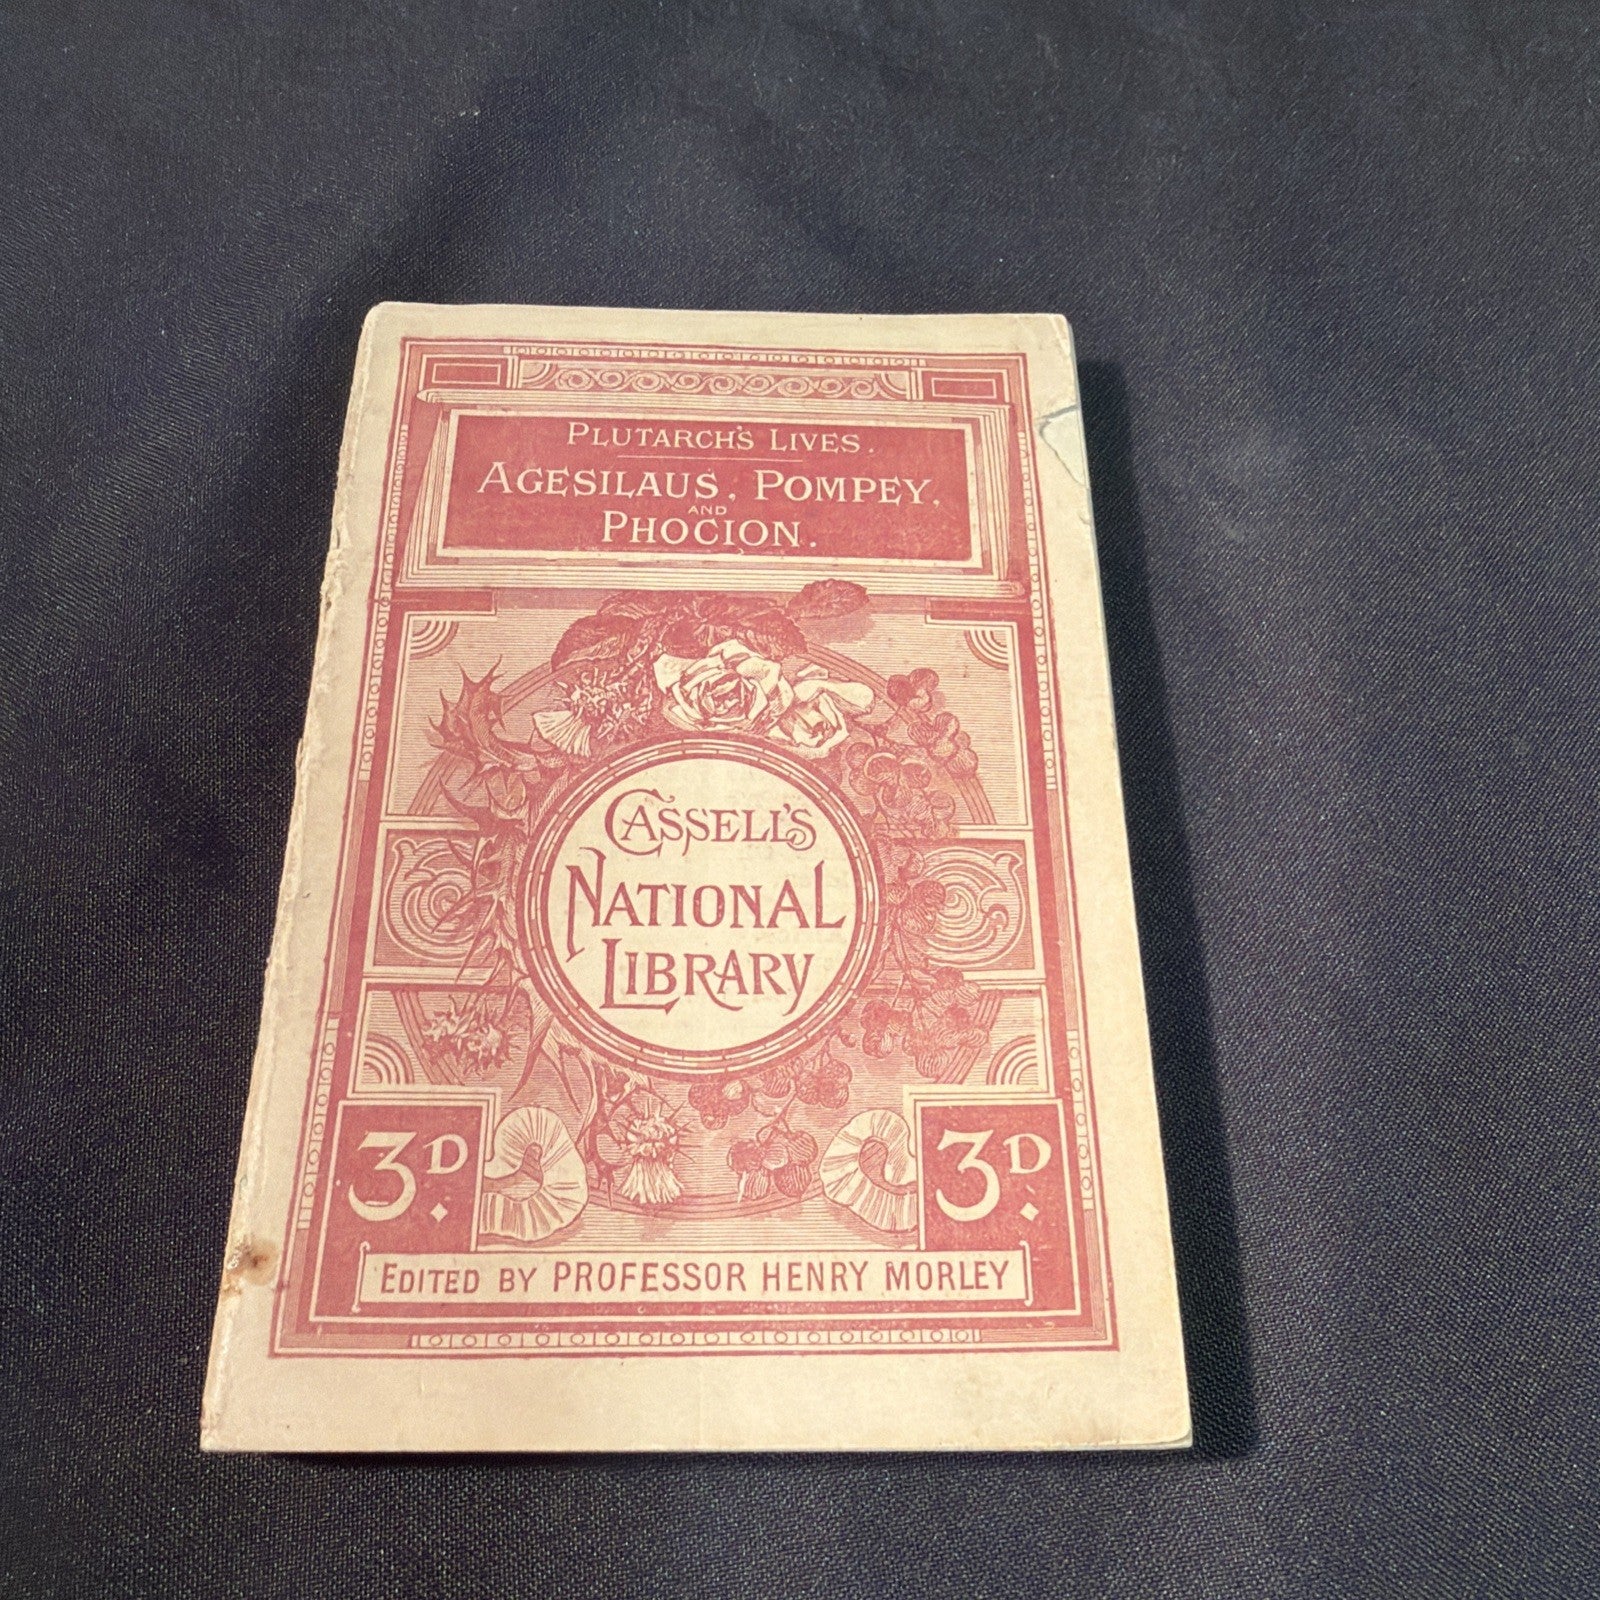 PLUTARCH'S LIVES.
AGESILAUS, POMPEY,
AND
PHOCION.
CASSELL'S
NATIONAL
LIBRARY
3D. 3D.
EDITED BY PROFESSOR HENRY MORLEY